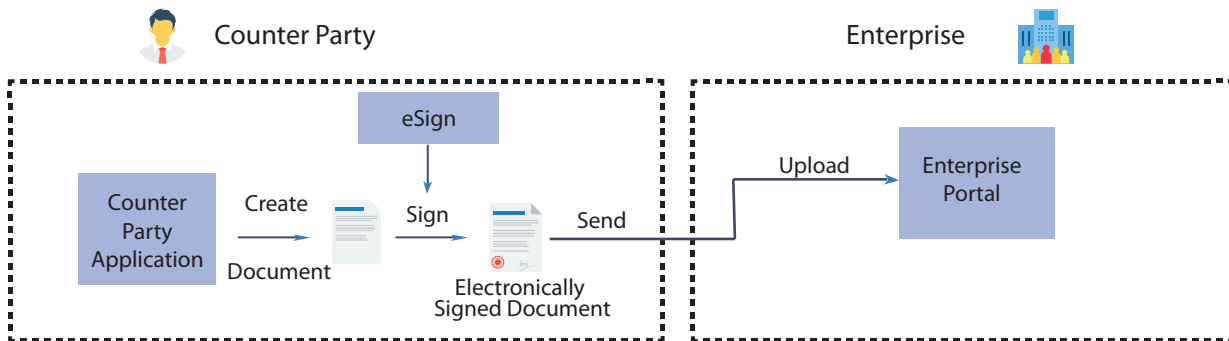 Counter Party
Enterprise
eSign
Counter
Party
Application
Create
Document
Sign
Electronically
Signed Document
Send
Upload
Enterprise
Portal